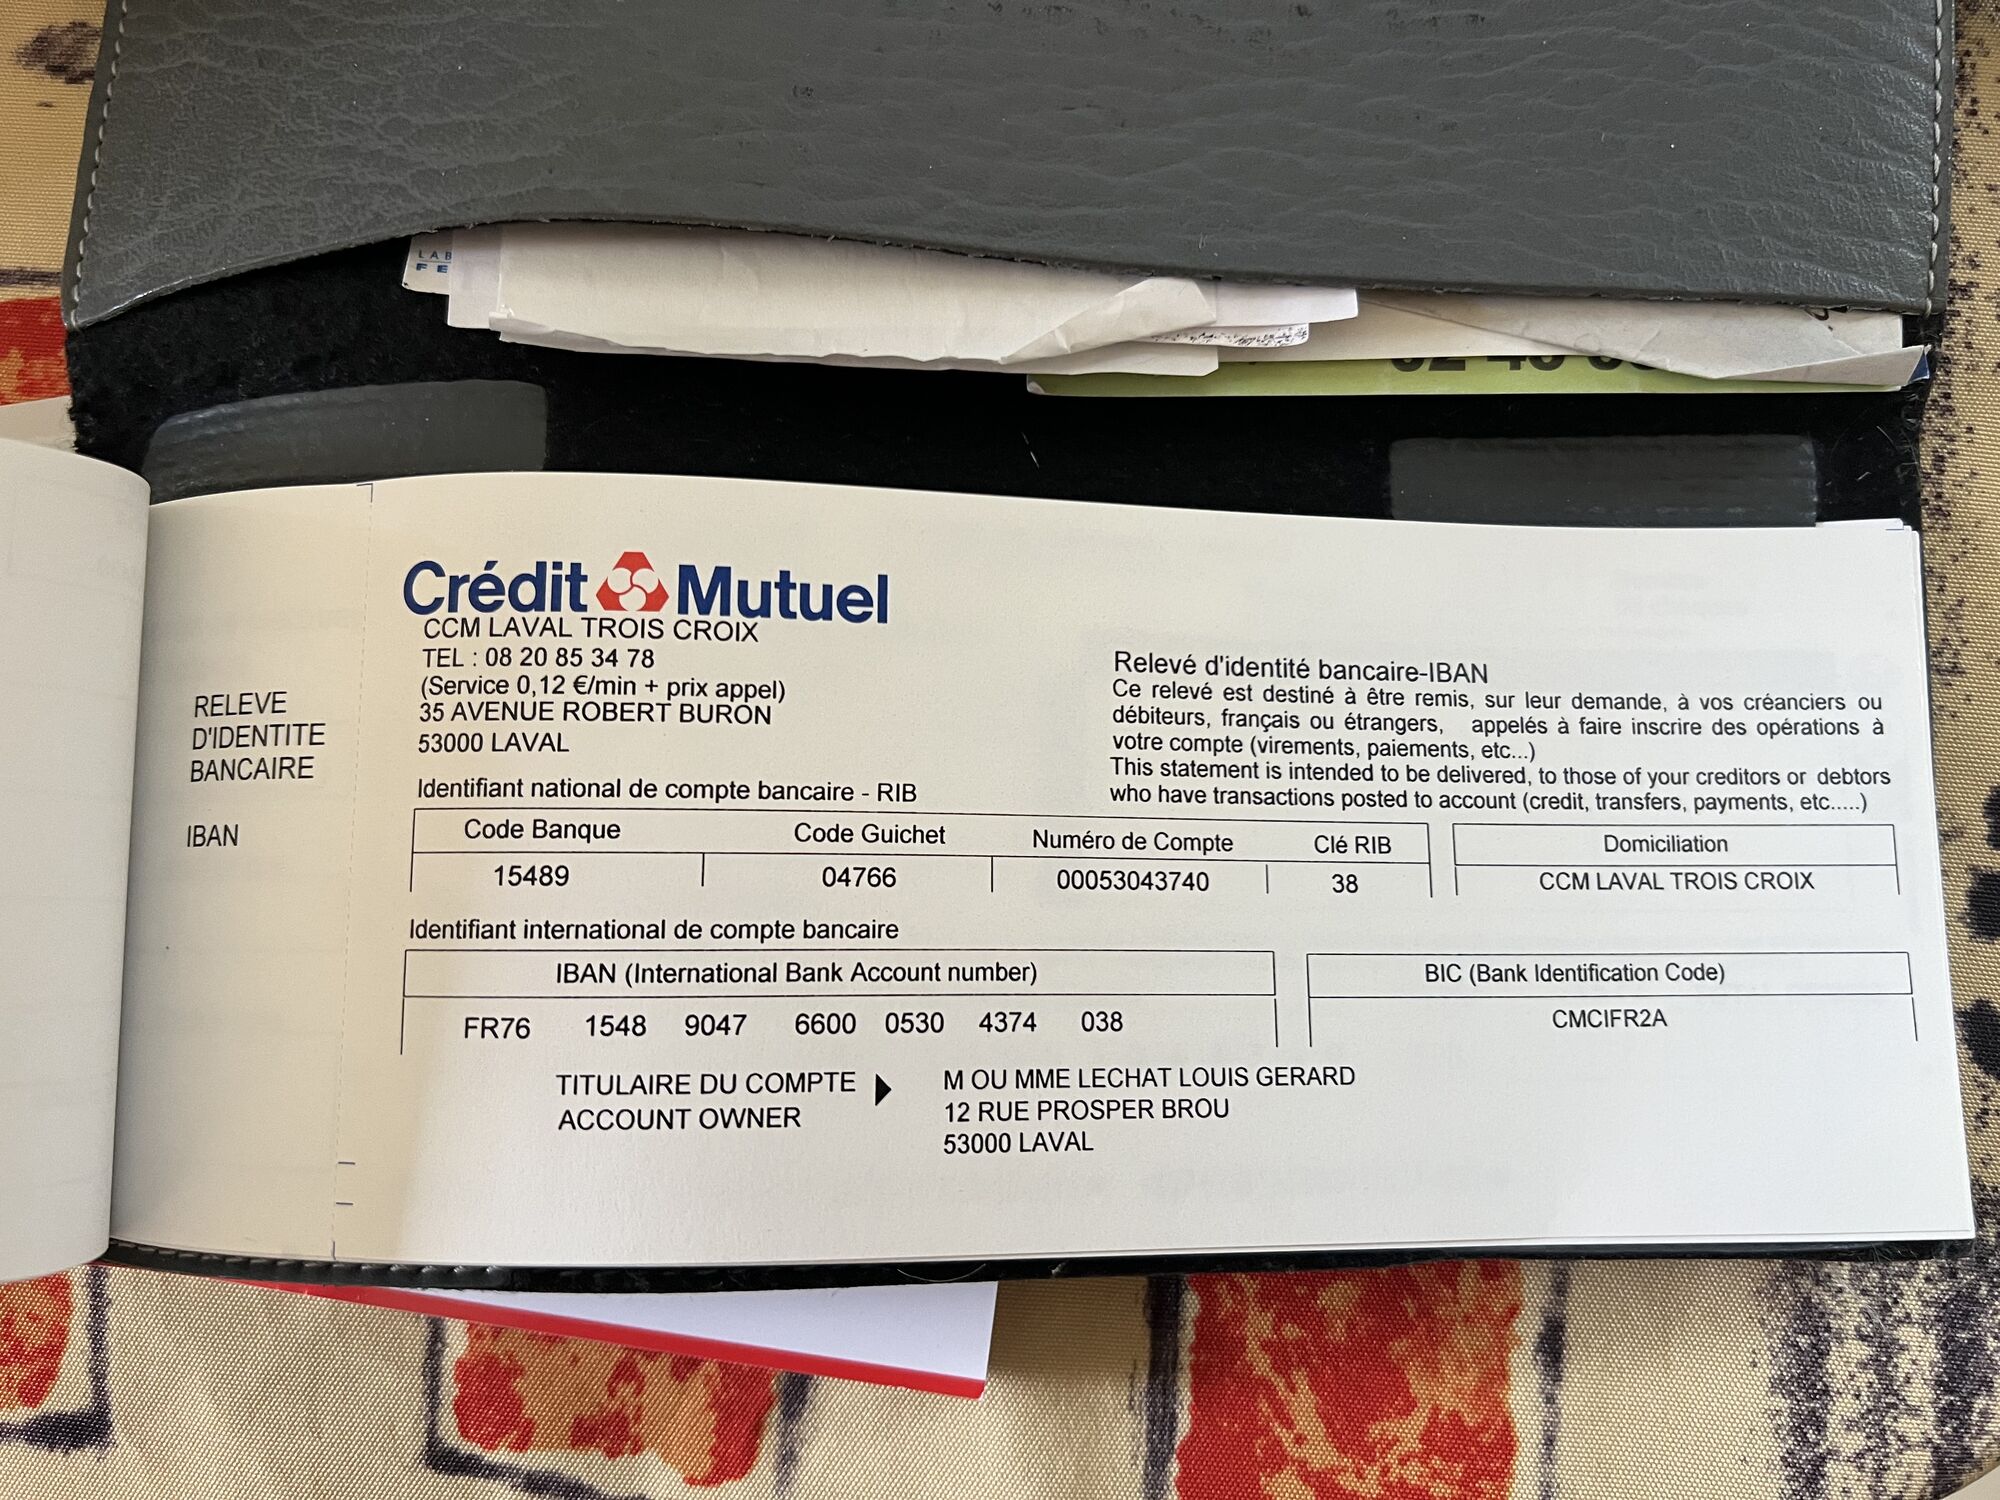 LAB
FE
Crédit Mutuel
CCM LAVAL TROIS CROIX
TEL : 08 20 85 34 78
(Service 0,12 €/min + prix appel)
35 AVENUE ROBERT BURON
53000 LAVAL
RELEVE
D'IDENTITE
BANCAIRE
IBAN
Relevé d'identité bancaire-IBAN
Ce relevé est destiné à être remis, sur leur demande, à vos créanciers ou
débiteurs, français ou étrangers, appelés à faire inscrire des opérations à
votre compte (virements, paiements, etc...)
This statement is intended to be delivered, to those of your creditors or debtors
who have transactions posted to account (credit, transfers, payments, etc.....)
Identifiant national de compte bancaire - RIB
Code Banque Code Guichet Numéro de Compte Clé RIB Domiciliation
15489 04766 00053043740 38 CCM LAVAL TROIS CROIX
Identifiant international de compte bancaire
IBAN (International Bank Account number) BIC (Bank Identification Code)
FR76 1548 9047 6600 0530 4374 038 CMCIFR2A
TITULAIRE DU COMPTE M OU MME LECHAT LOUIS GERARD
ACCOUNT OWNER 12 RUE PROSPER BROU
53000 LAVAL